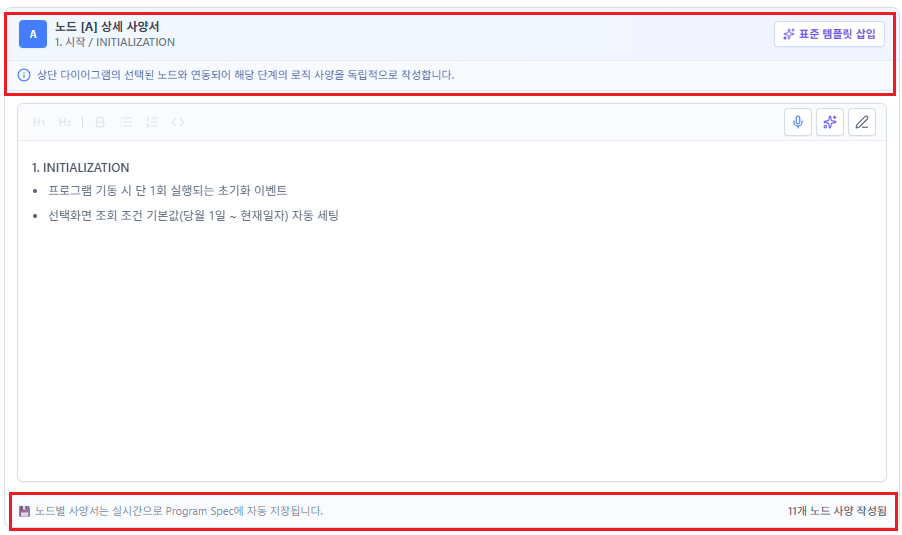 A
노드 [A] 상세 사양서
1. 시작 / INITIALIZATION
표준 템플릿 삽입
상단 다이어그램의 선택된 노드와 연동되어 해당 단계의 로직 사양을 독립적으로 작성합니다.
H1 H2 B
1. INITIALIZATION
• 프로그램 기동 시 단 1회 실행되는 초기화 이벤트
• 선택화면 조회 조건 기본값(당월 1일 ~ 현재일자) 자동 세팅
노드별 사양서는 실시간으로 Program Spec에 자동 저장됩니다.
11개 노드 사양 작성됨